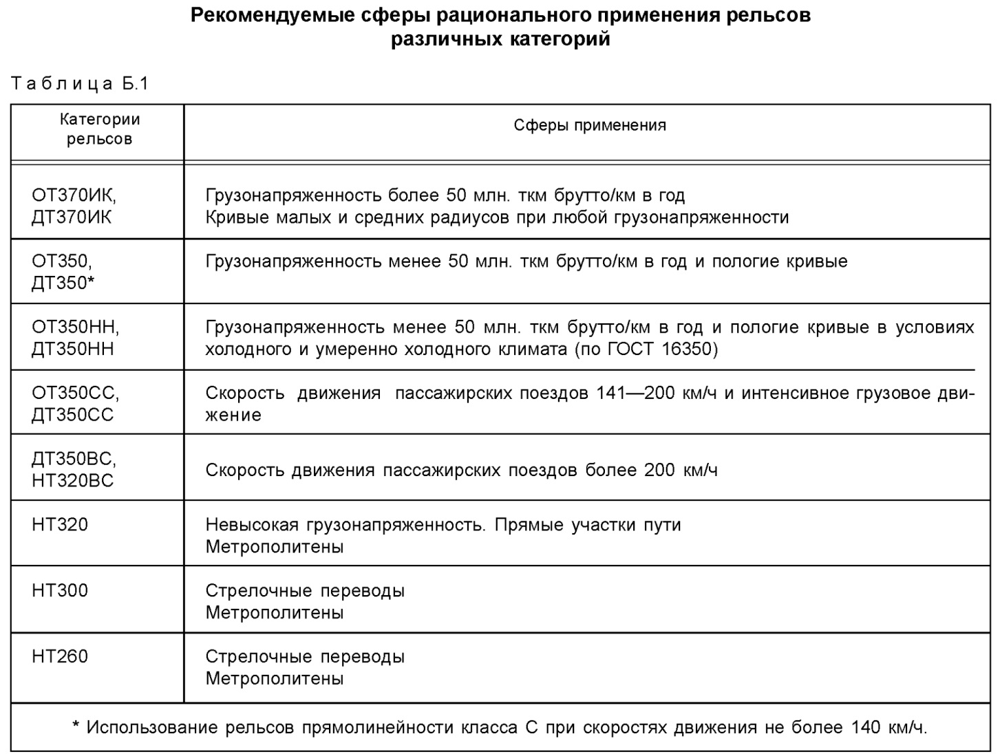 Рекомендуемые сферы рационального применения рельсов
различных категорий
Таблица Б.1
Категории
рельсов
Сферы применения
ОТ370ИК,
ДТ370ИК
Грузонапряженность более 50 млн. ткм брутто/км в год
Кривые малых и средних радиусов при любой грузонапряженности
ОТ350,
ДТ350*
Грузонапряженность менее 50 млн. ткм брутто/км в год и пологие кривые
ОТ350НН,
ДТ350НН
Грузонапряженность менее 50 млн. ткм брутто/км в год и пологие кривые в условиях
холодного и умеренно холодного климата (по ГОСТ 16350)
ОТ350СС,
ДТ350СС
Скорость движения пассажирских поездов 141—200 км/ч и интенсивное грузовое дви-
жение
ДТ350ВС,
НТ320ВС
Скорость движения пассажирских поездов более 200 км/ч
НТ320
Невысокая грузонапряженность. Прямые участки пути
Метрополитены
НТ300
Стрелочные переводы
Метрополитены
НТ260
Стрелочные переводы
Метрополитены
* Использование рельсов прямолинейности класса С при скоростях движения не более 140 км/ч.